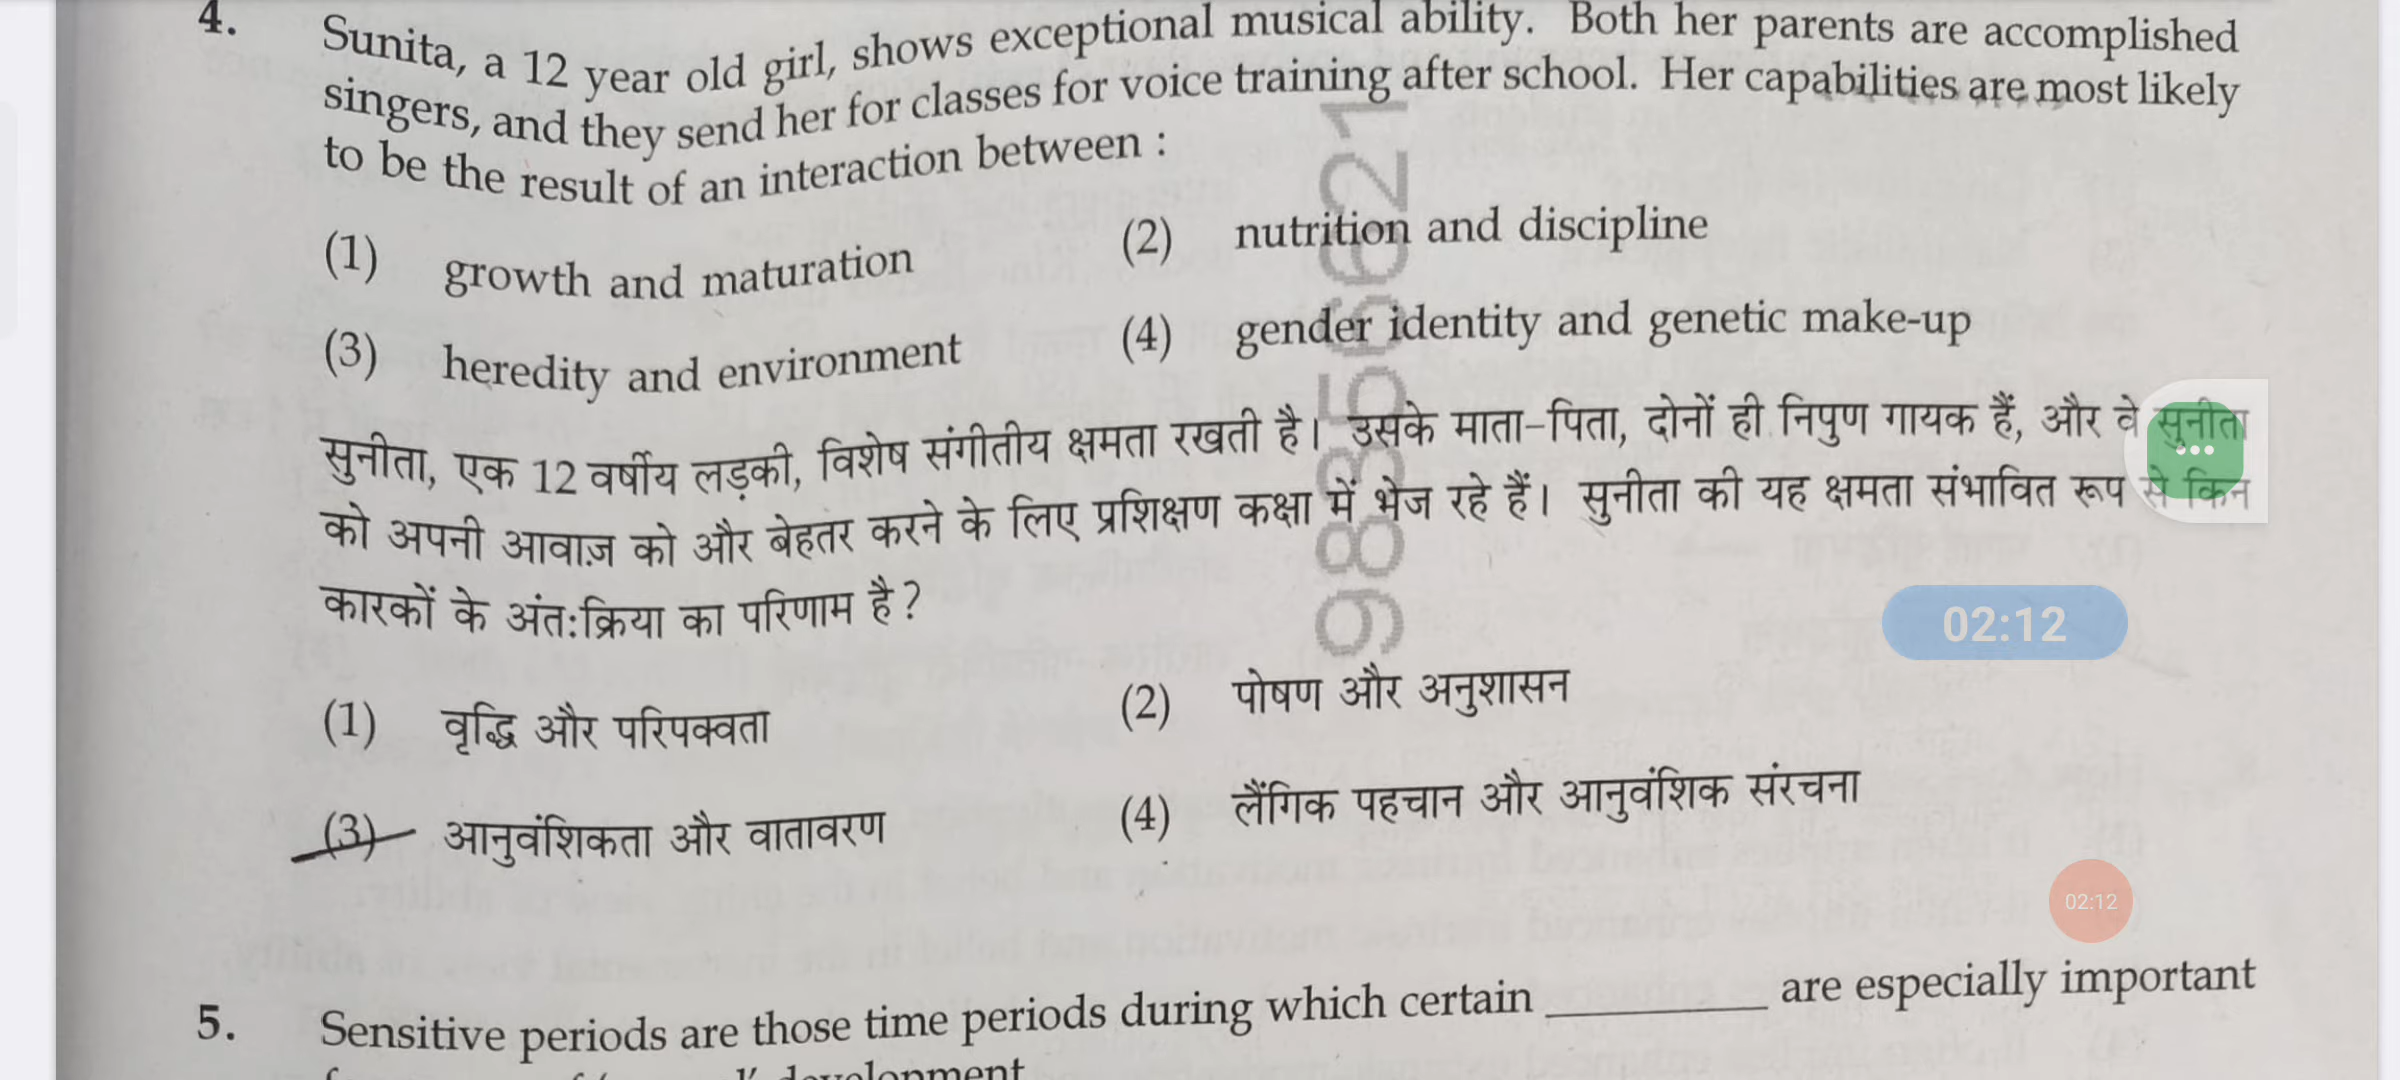 4. Sunita, a 12 year old girl, shows exceptional musical ability. Both her parents are accomplished
singers, and they send her for classes for voice training after school. Her capabilities are most likely
to be the result of an interaction between :
(1) growth and maturation (2) nutrition and discipline
(3) heredity and environment (4) gender identity and genetic make-up
सुनीता, एक 12 वर्षीय लड़की, विशेष संगीतीय क्षमता रखती है। उसके माता-पिता, दोनों ही निपुण गायक हैं, और वे सुनीता
को अपनी आवाज़ को और बेहतर करने के लिए प्रशिक्षण कक्षा में भेज रहे हैं। सुनीता की यह क्षमता संभावित रूप से किन
कारकों के अंतःक्रिया का परिणाम है?
02:12
(1) वृद्धि और परिपक्वता (2) पोषण और अनुशासन
(3) आनुवंशिकता और वातावरण (4) लैंगिक पहचान और आनुवंशिक संरचना
02:12
5. Sensitive periods are those time periods during which certain ________ are especially important
development